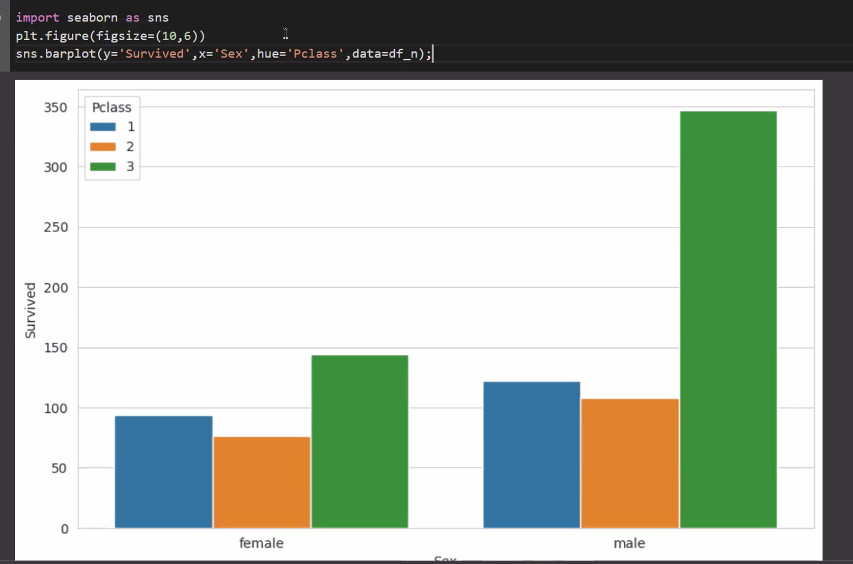 import seaborn as sns
plt.figure(figsize=(10,6))
sns.barplot(y='Survived',x='Sex',hue='Pclass',data=df_n);
Pclass
1
2
3
350
300
250
200
150
100
50
0
Survived
female male
Sex